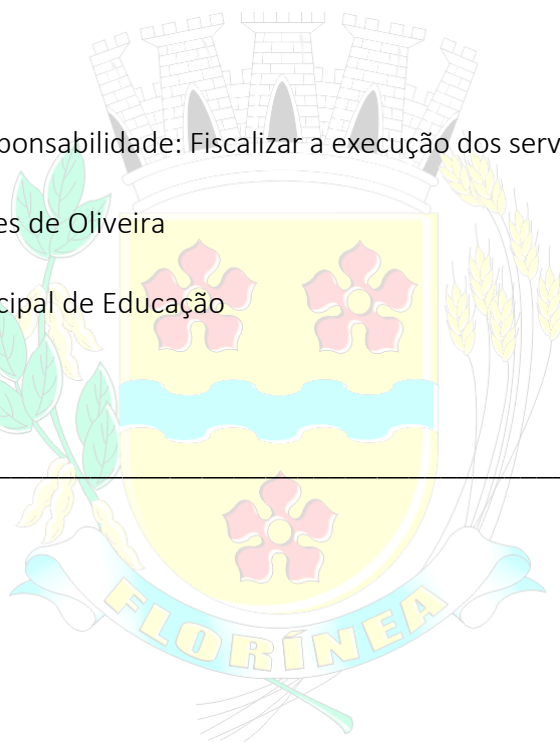 ponsabilidade: Fiscalizar a execução dos serv
es de Oliveira
cipal de Educação
FLORÍNEA